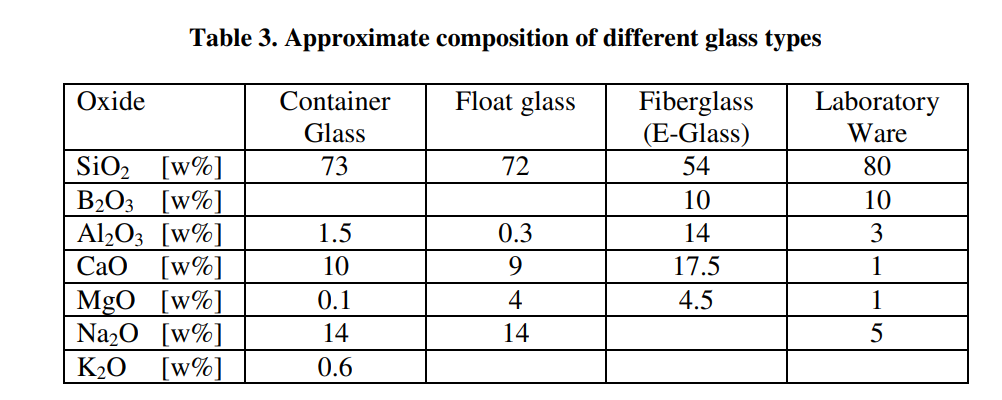 Table 3. Approximate composition of different glass types
Oxide Container Glass Float glass Fiberglass (E-Glass) Laboratory Ware
SiO₂ [w%] 73 72 54 80
B₂O₃ [w%] 10 10
Al₂O₃ [w%] 1.5 0.3 14 3
CaO [w%] 10 9 17.5 1
MgO [w%] 0.1 4 4.5 1
Na₂O [w%] 14 14 5
K₂O [w%] 0.6